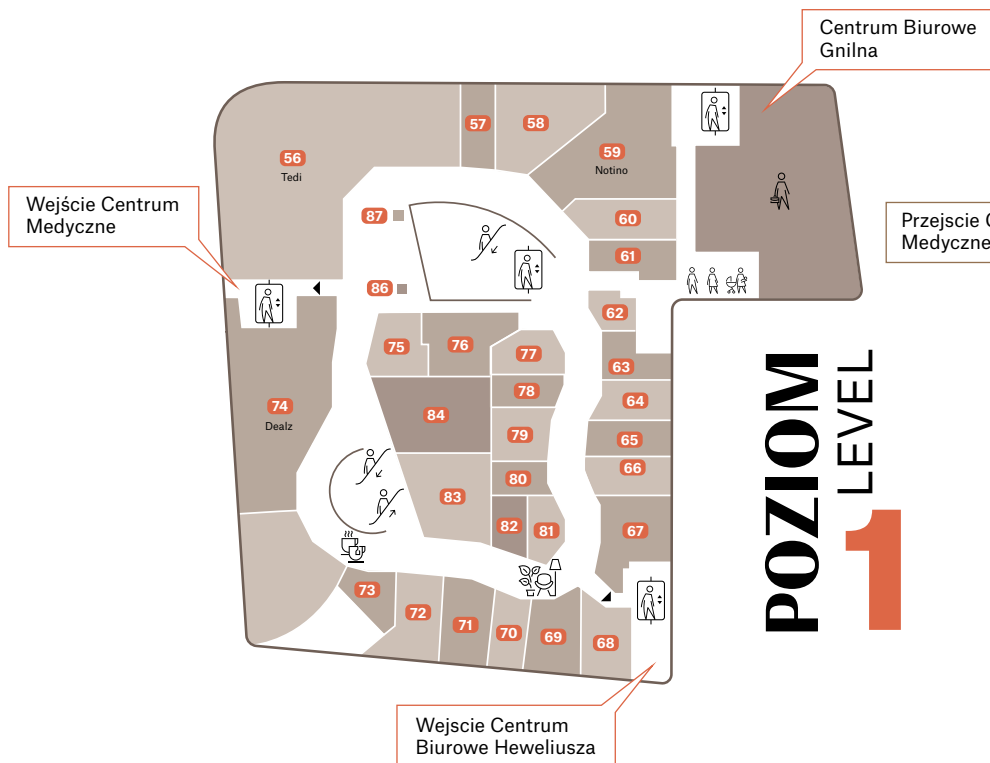 Centrum Biurowe
Gnilna
57
58
56
Tedi
59
Notino
Wejście Centrum
Medyczne
87
60
Przejscie C
Medyczne
61
86
62
75
76
77
63
78
64
74
Dealz
84
79
65
66
80
83
82
81
67
73
72
71
70
69
68
POZIOM
LEVEL
1
Wejscie Centrum
Biurowe Heweliusza